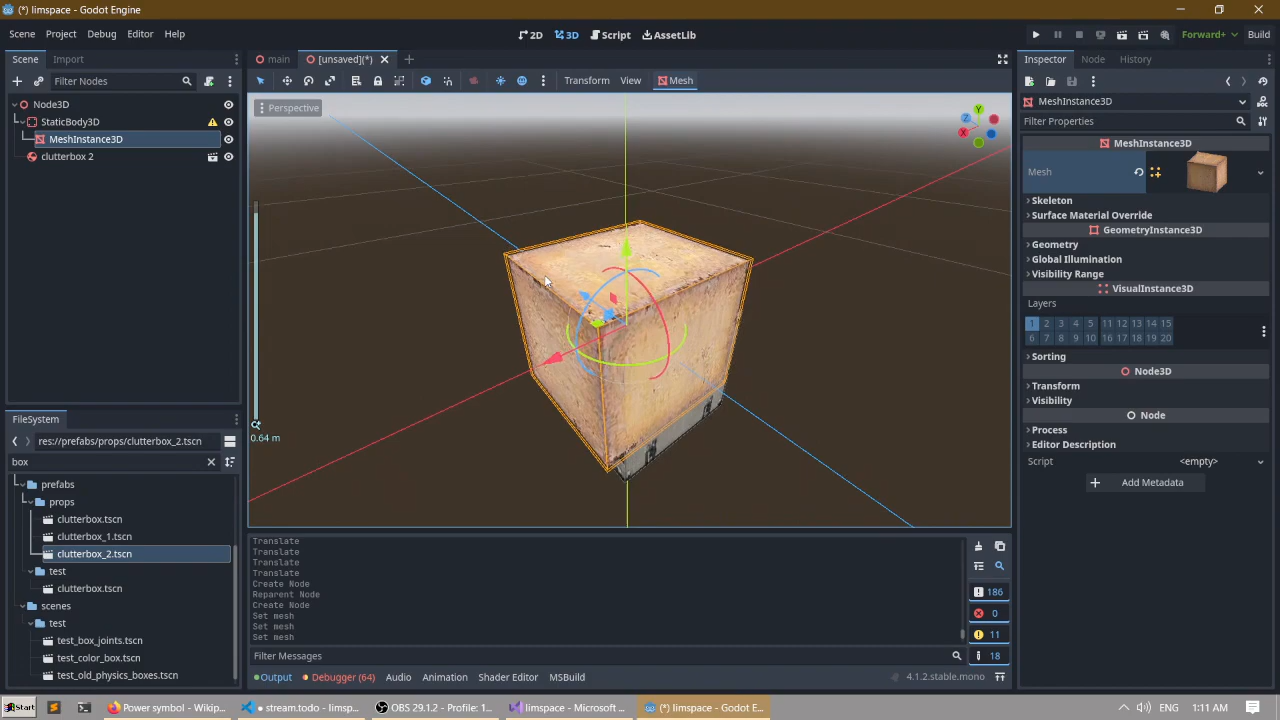 (*) limspace - Godot Engine
Scene Project Debug Editor Help
2D 3D Script AssetLib
Forward+ Build
Scene Import
main [unsaved](*)
Inspector Node History
Filter Nodes
Transform View Mesh
Node3D
StaticBody3D
MeshInstance3D
clutterbox 2
Perspective
Y
Z
X
0.64 m
MeshInstance3D
Filter Properties
MeshInstance3D
Mesh
Skeleton
Surface Material Override
GeometryInstance3D
Geometry
Global Illumination
Visibility Range
VisualInstance3D
Layers
1 2 3 4 5 11 12 13 14 15
6 7 8 9 10 16 17 18 19 20
Sorting
Node3D
Transform
Visibility
Node
Process
Editor Description
Script <empty>
Add Metadata
FileSystem
res://prefabs/props/clutterbox_2.tscn
box
prefabs
props
clutterbox.tscn
clutterbox_1.tscn
clutterbox_2.tscn
test
clutterbox.tscn
scenes
test
test_box_joints.tscn
test_color_box.tscn
test_old_physics_boxes.tscn
Translate
Translate
Translate
Translate
Create Node
Reparent Node
Create Node
Set mesh
Set mesh
Set mesh
186
0
11
18
Filter Messages
Output Debugger (64) Audio Animation Shader Editor MSBuild
4.1.2.stable.mono
Start
Power symbol - Wikip...
● stream.todo - limsp...
OBS 29.1.2 - Profile: 1...
limspace - Microsoft ...
(*) limspace - Godot E...
ENG 1:11 AM